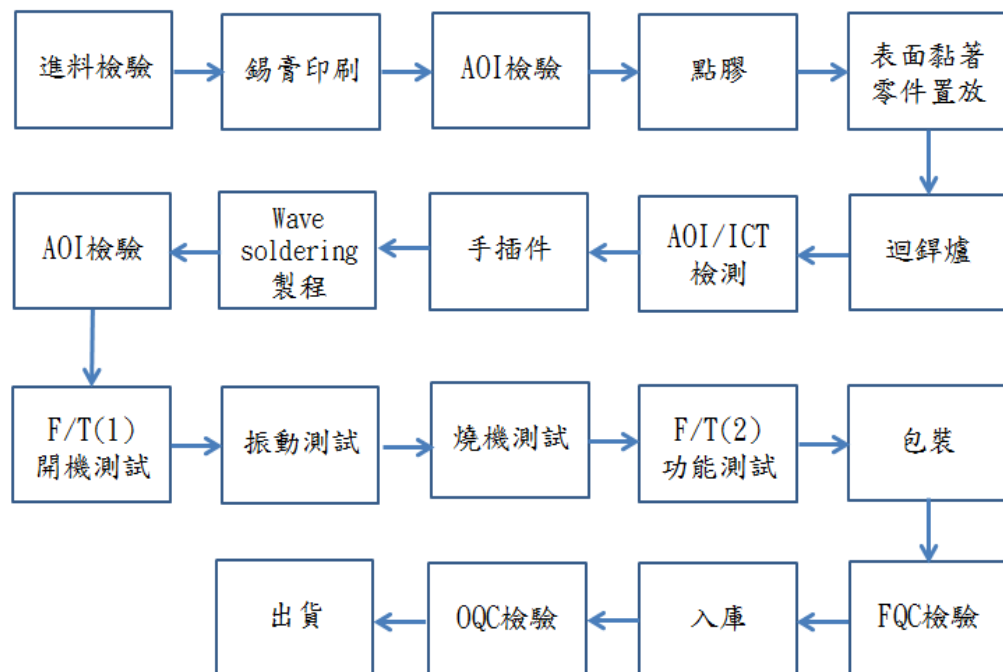 進料檢驗
錫膏印刷
AOI檢驗
點膠
表面黏著
零件置放
迴銲爐
AOI/ICT
檢測
手插件
Wave
soldering
製程
AOI檢驗
F/T(1)
開機測試
振動測試
燒機測試
F/T(2)
功能測試
包裝
FQC檢驗
入庫
OQC檢驗
出貨